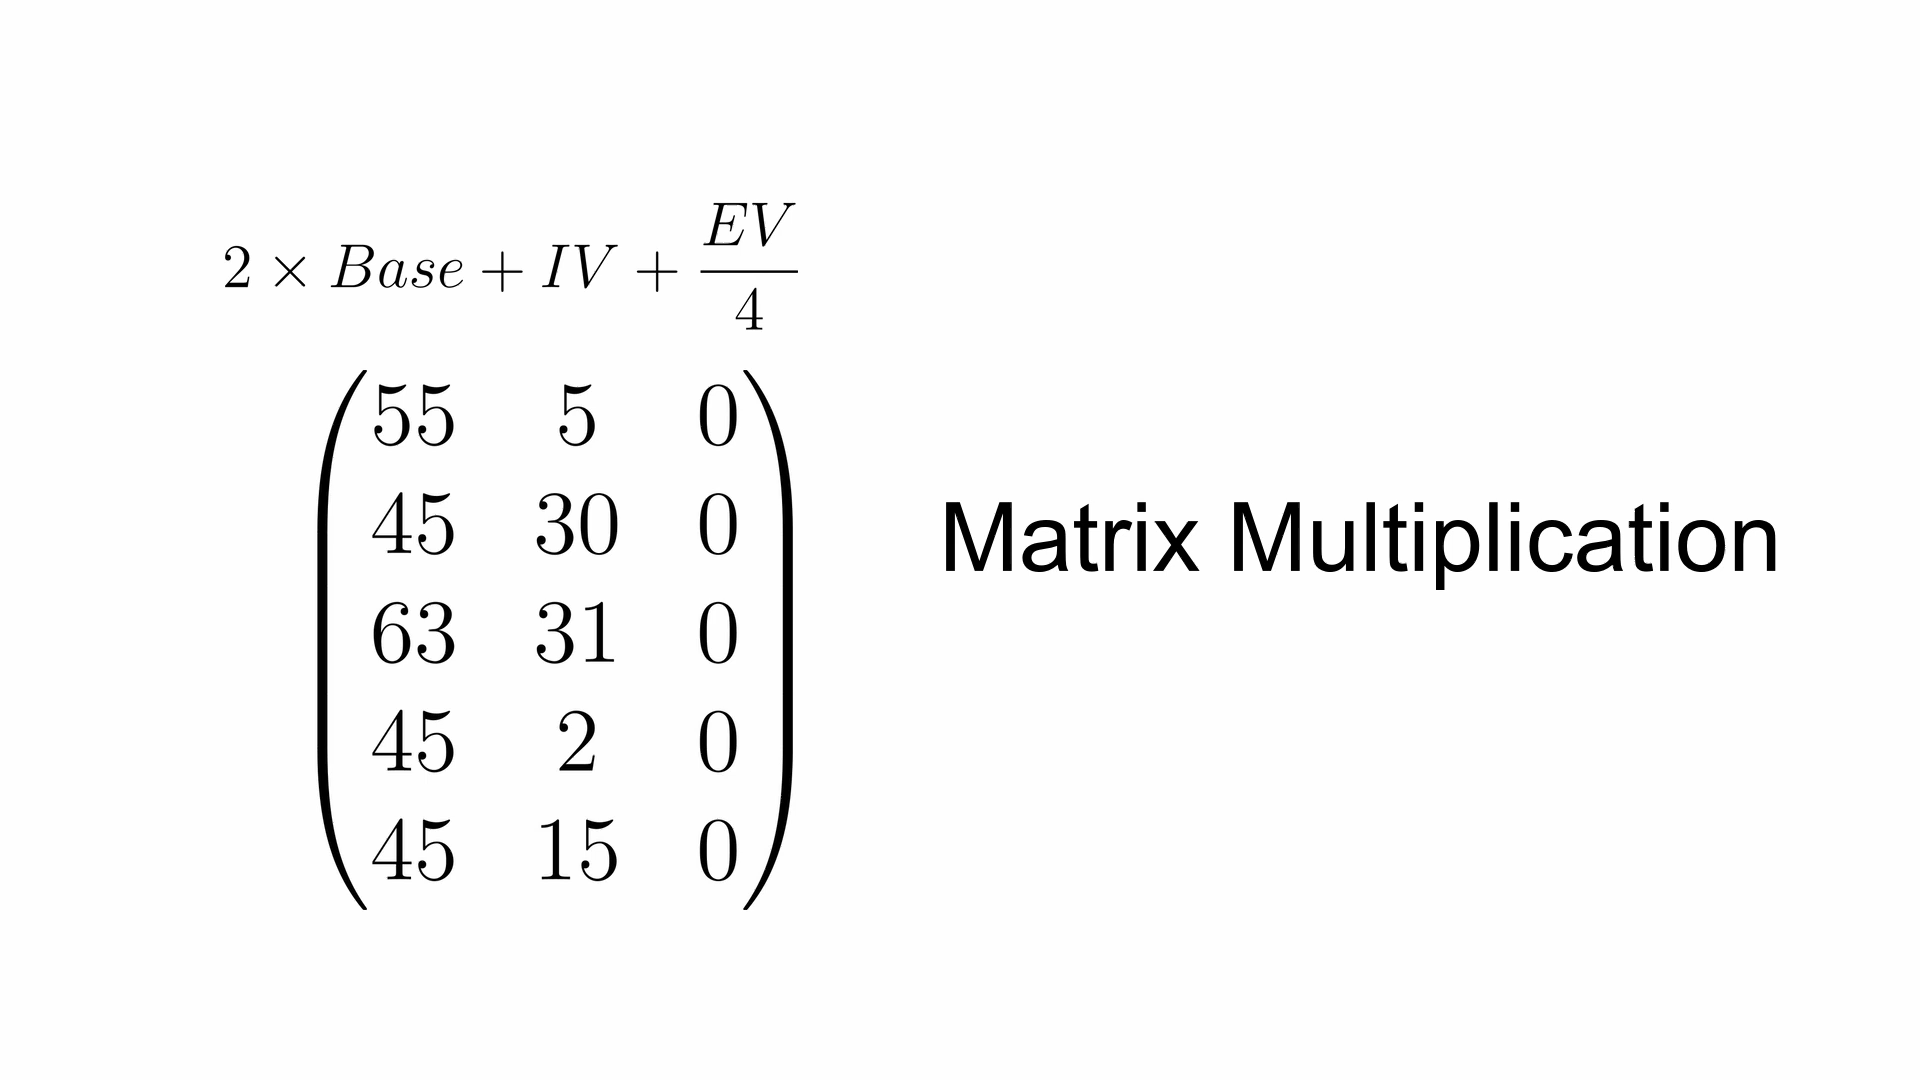 2 × Base + IV + EV/4
55 5 0
45 30 0
63 31 0
45 2 0
45 15 0
Matrix Multiplication